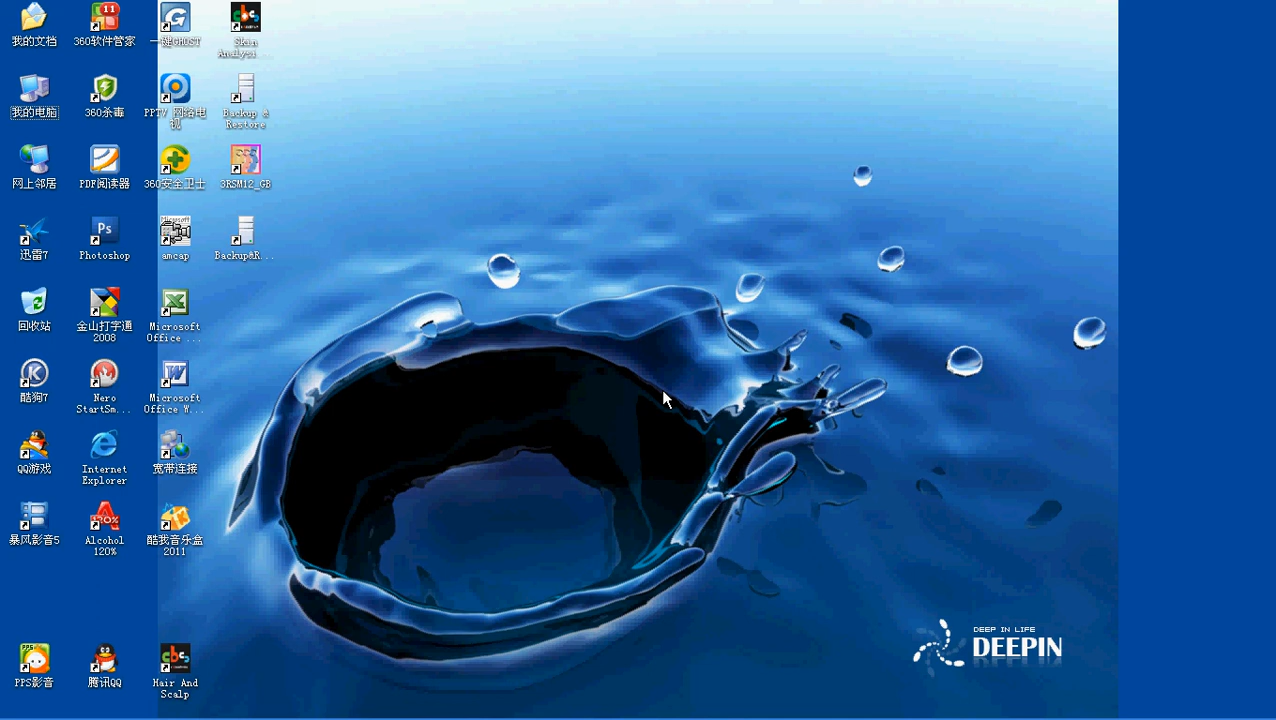 我的文档
360软件管家
11
一键GHOST
Skin
Analysi...
我的电脑
360杀毒
PPTV 网络电
视
Backup &
Restore
网上邻居
PDF阅读器
360安全卫士
3RSM12_GB
迅雷7
Ps
Photoshop
Microsoft
amcap
Backup&R...
回收站
金山打字通
2008
Microsoft
Office ...
酷狗7
Nero
StartSm...
Microsoft
Office W...
QQ游戏
Internet
Explorer
宽带连接
暴风影音5
Alcohol
120%
酷我音乐盒
2011
PPS影音
腾讯QQ
cbs
Hair And
Scalp
DEEP IN LIFE
DEEPIN